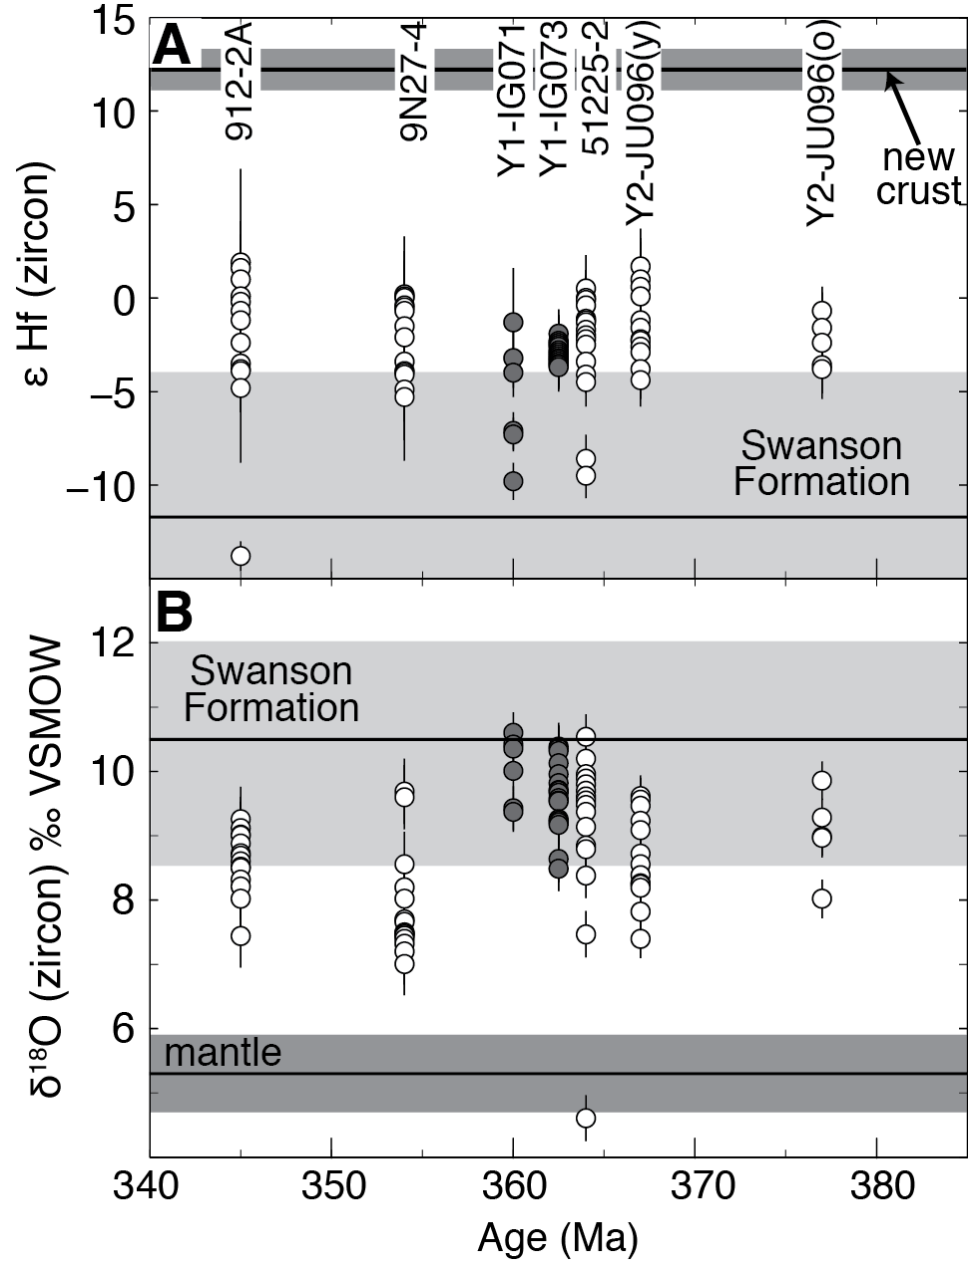 A
15
10
5
0
−5
−10
ε Hf (zircon)
912-2A
9N27-4
Y1-IG071
Y1-IG073
51225-2
Y2-JU096(y)
Y2-JU096(o)
new
crust
Swanson
Formation
B
12
10
8
6
δ¹⁸O (zircon) ‰ VSMOW
Swanson
Formation
mantle
340
350
360
370
380
Age (Ma)